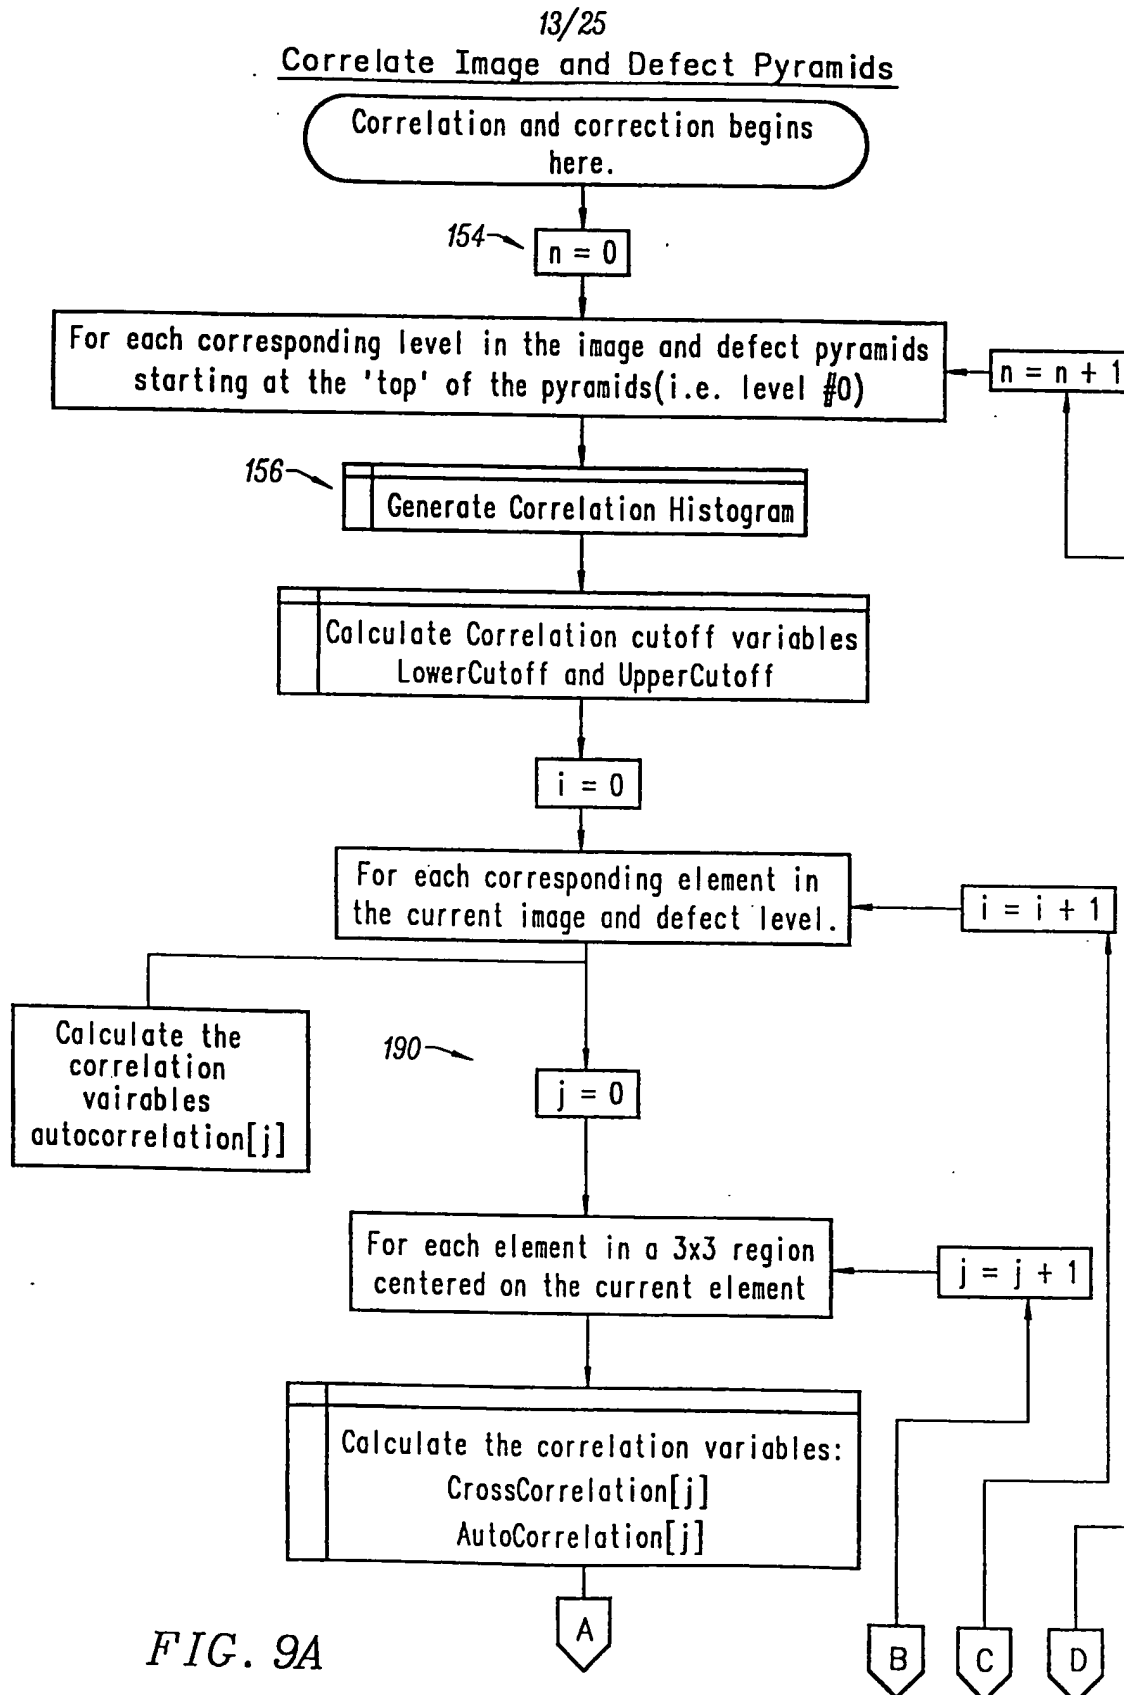 13/25
Correlate Image and Defect Pyramids
Correlation and correction begins
here.
154
n = 0
For each corresponding level in the image and defect pyramids
starting at the 'top' of the pyramids(i.e. level #0)
n = n + 1
156
Generate Correlation Histogram
Calculate Correlation cutoff variables
LowerCutoff and UpperCutoff
i = 0
For each corresponding element in
the current image and defect level.
i = i + 1
Calculate the
correlation
vairables
autocorrelation[j]
190
j = 0
For each element in a 3x3 region
centered on the current element
j = j + 1
Calculate the correlation variables:
CrossCorrelation[j]
AutoCorrelation[j]
A
B
C
D
FIG. 9A